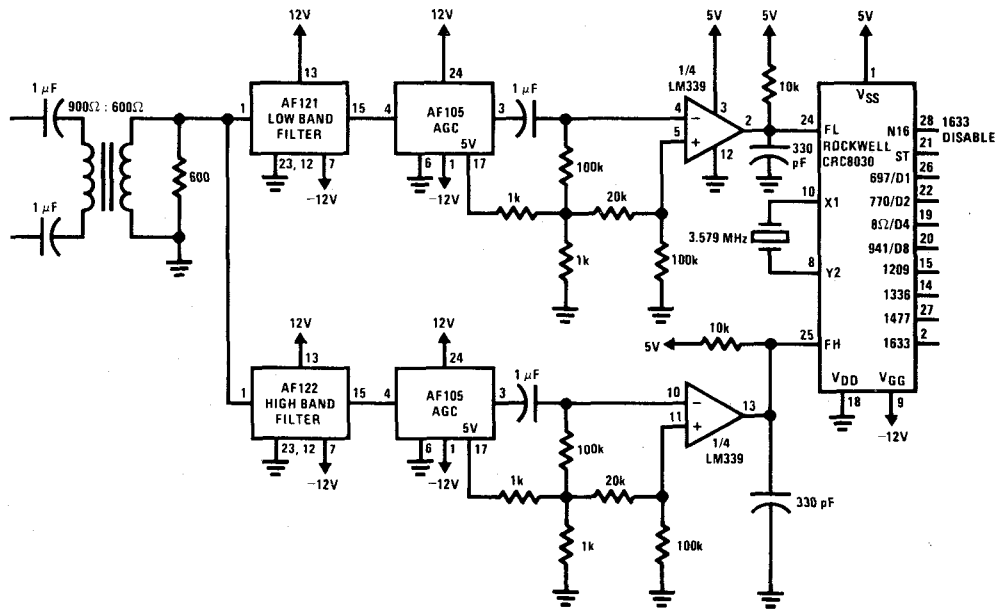 12V
12V
5V
5V
5V
1 µF
900Ω : 600Ω
13
24
1 µF
1/4
LM339
10k
1
VSS
1
AF121
LOW BAND
FILTER
15
4
AF105
AGC
3
4
3
2
24
FL
N16
28
1633
DISABLE
5V
5
12
330
pF
ROCKWELL
CRC8030
ST
21
600
23, 12
7
6
1
17
100k
697/D1
26
-12V
-12V
10
X1
770/D2
22
1 µF
1k
20k
3.579 MHz
8Ω/D4
19
941/D8
20
1k
100k
8
Y2
1209
15
1336
14
1477
27
12V
12V
5V
10k
25
FH
1633
2
13
24
1 µF
VDD
VGG
1
AF122
HIGH BAND
FILTER
15
4
AF105
AGC
3
10
13
18
9
-12V
5V
11
1/4
LM339
23, 12
7
6
1
17
100k
-12V
-12V
1k
20k
330 pF
1k
100k